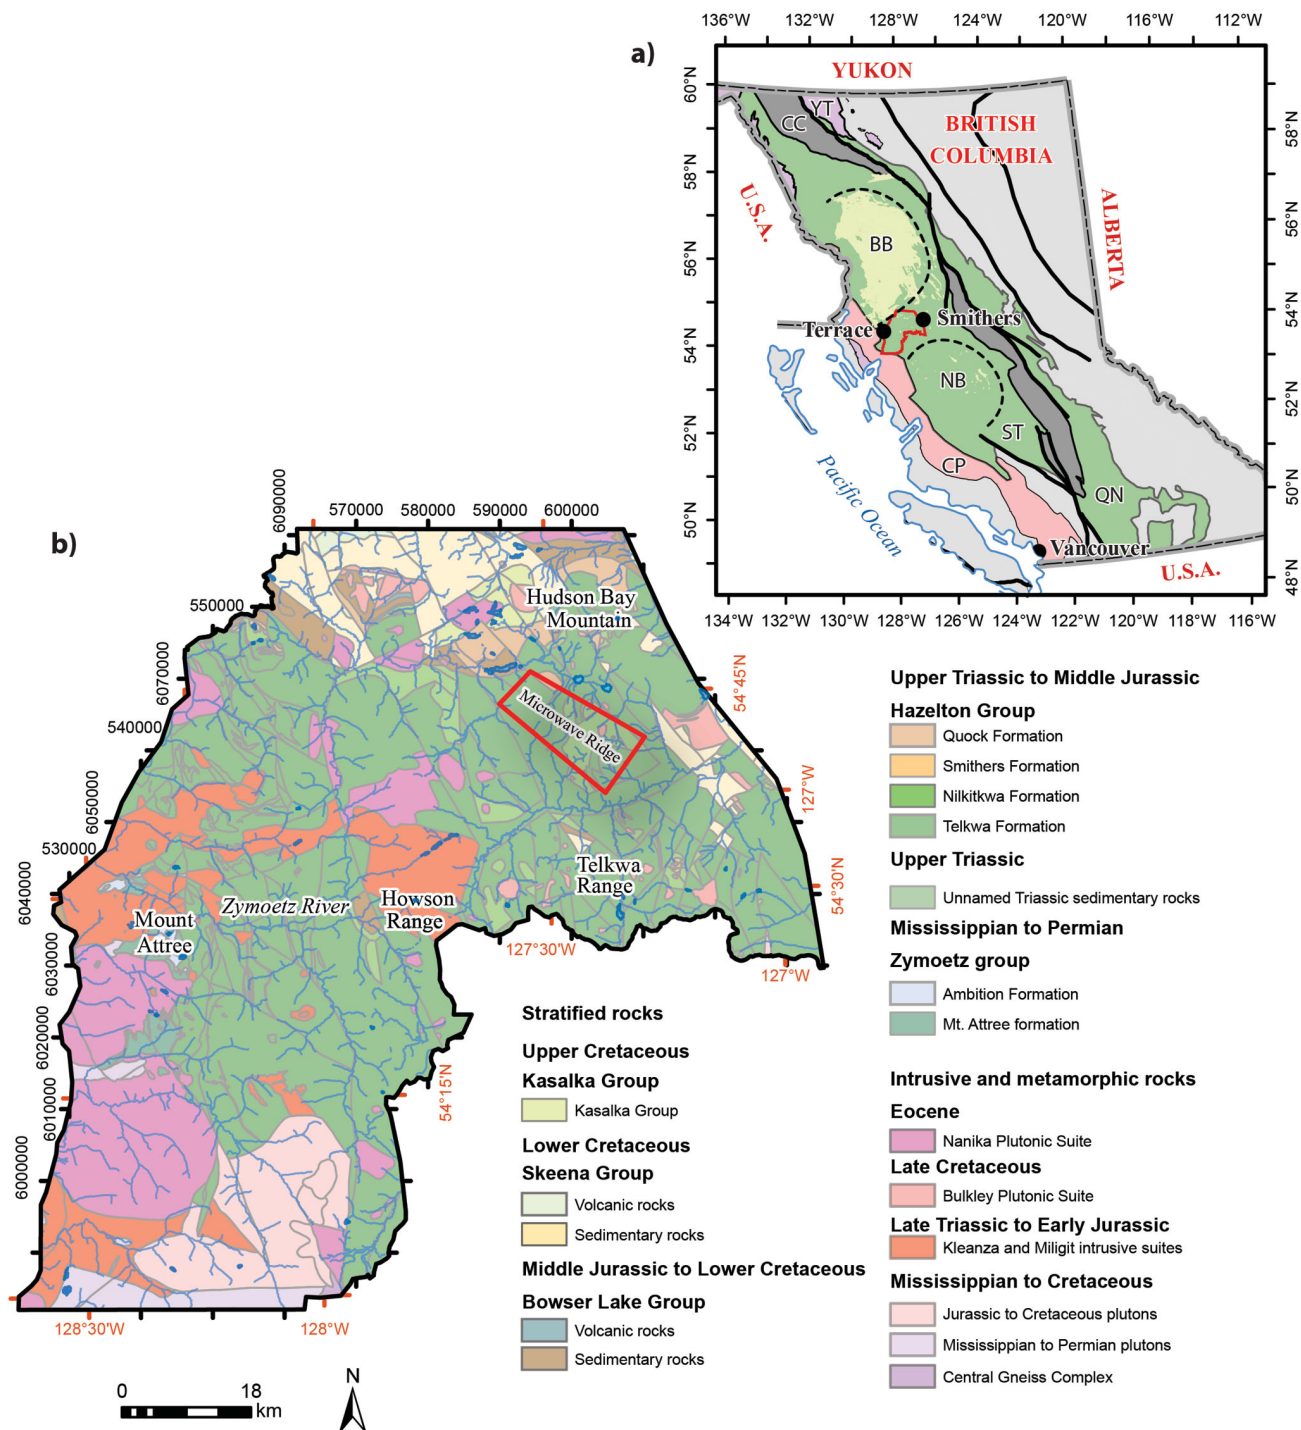 a)
136°W 132°W 128°W 124°W 120°W 116°W 112°W
60°N
58°N
56°N
54°N
52°N
50°N
58°N
56°N
54°N
52°N
50°N
48°N
YUKON
BRITISH
COLUMBIA
ALBERTA
U.S.A.
YT
CC
BB
Terrace
Smithers
NB
ST
CP
QN
Pacific Ocean
Vancouver
U.S.A.
134°W 132°W 130°W 128°W 126°W 124°W 122°W 120°W 118°W 116°W
b)
6090000
570000 580000 590000 600000
550000
6070000
540000
6050000
530000
6040000
6030000
6020000
6010000
6000000
Hudson Bay
Mountain
Microwave Ridge
54°45'N
127°W
54°30'N
Telkwa
Range
Howson
Range
Zymoetz River
Mount
Attree
127°30'W
127°W
54°15'N
128°30'W
128°W
0 18
km
N
Stratified rocks
Upper Cretaceous
Kasalka Group
Kasalka Group
Lower Cretaceous
Skeena Group
Volcanic rocks
Sedimentary rocks
Middle Jurassic to Lower Cretaceous
Bowser Lake Group
Volcanic rocks
Sedimentary rocks
Upper Triassic to Middle Jurassic
Hazelton Group
Quock Formation
Smithers Formation
Nilkitkwa Formation
Telkwa Formation
Upper Triassic
Unnamed Triassic sedimentary rocks
Mississippian to Permian
Zymoetz group
Ambition Formation
Mt. Attree formation
Intrusive and metamorphic rocks
Eocene
Nanika Plutonic Suite
Late Cretaceous
Bulkley Plutonic Suite
Late Triassic to Early Jurassic
Kleanza and Miligit intrusive suites
Mississippian to Cretaceous
Jurassic to Cretaceous plutons
Mississippian to Permian plutons
Central Gneiss Complex